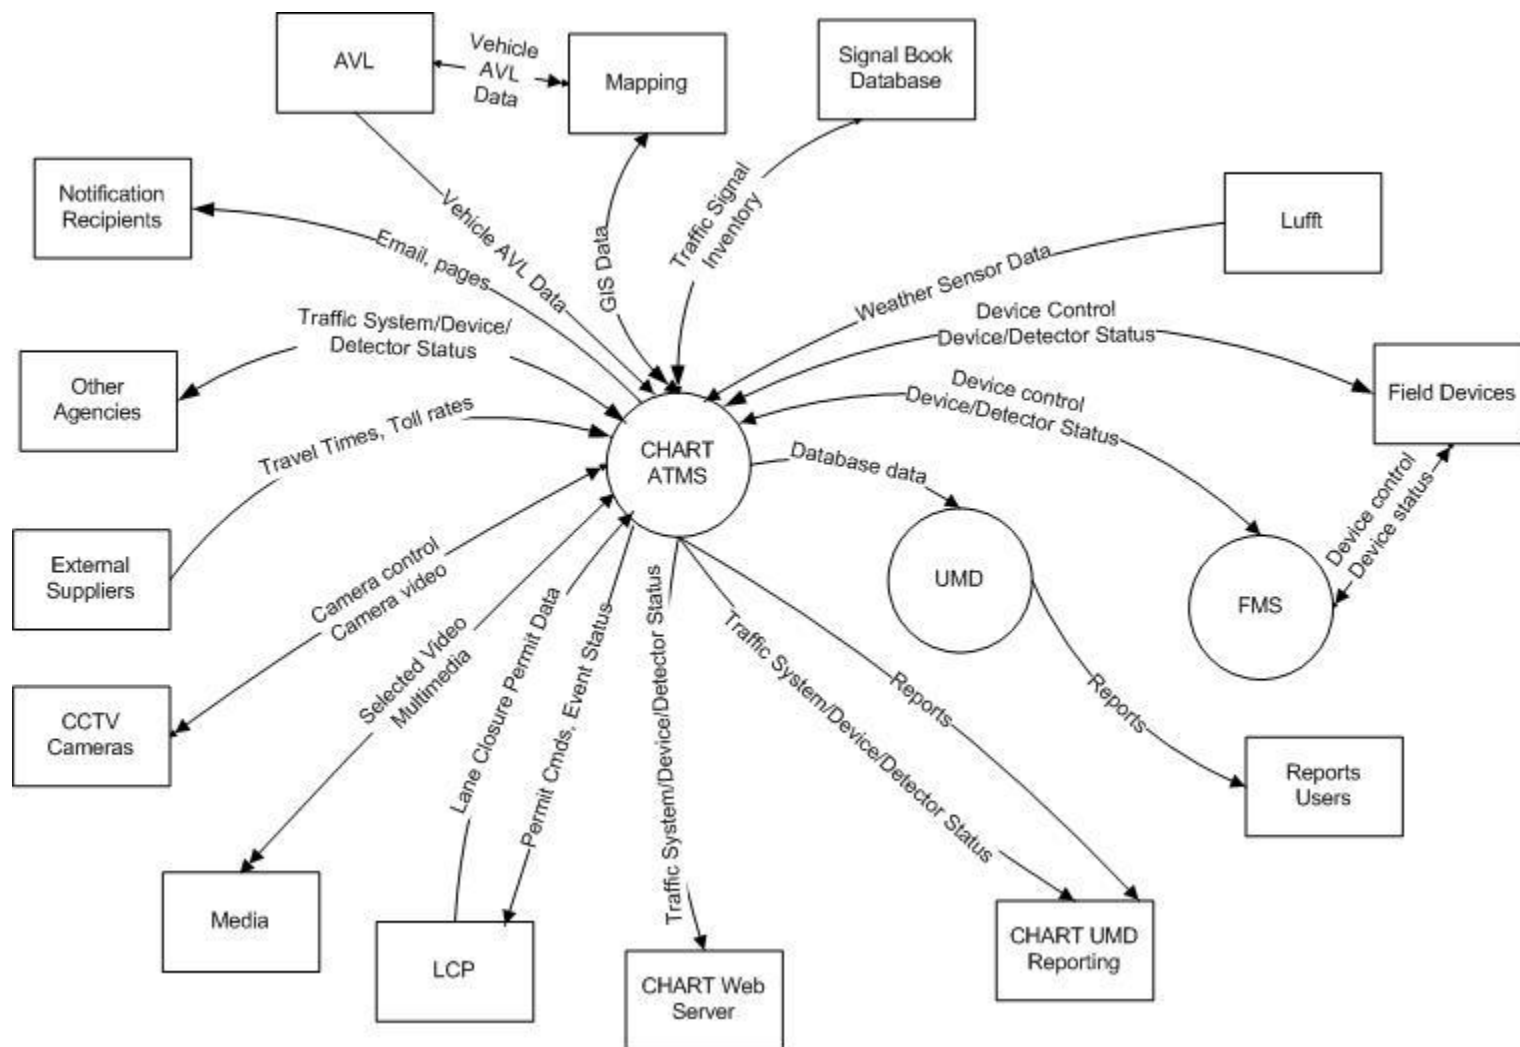 AVL
Vehicle
AVL
Data
Mapping
Signal Book
Database
Notification
Recipients
Lufft
Vehicle AVL Data
Email, pages
GIS Data
Traffic Signal
Inventory
Weather Sensor Data
Device Control
Device/Detector Status
Traffic System/Device/
Detector Status
Other
Agencies
Field Devices
Device control
Device/Detector Status
Travel Times, Toll rates
CHART
ATMS
Database data
Device control
Device status
External
Suppliers
UMD
FMS
Camera control
Camera video
Selected Video
Multimedia
Lane Closure Permit Data
Permit Cmds, Event Status
Traffic System/Device/Detector Status
Traffic System/Device/Detector Status
Reports
Reports
CCTV
Cameras
Reports
Users
Media
LCP
CHART Web
Server
CHART UMD
Reporting